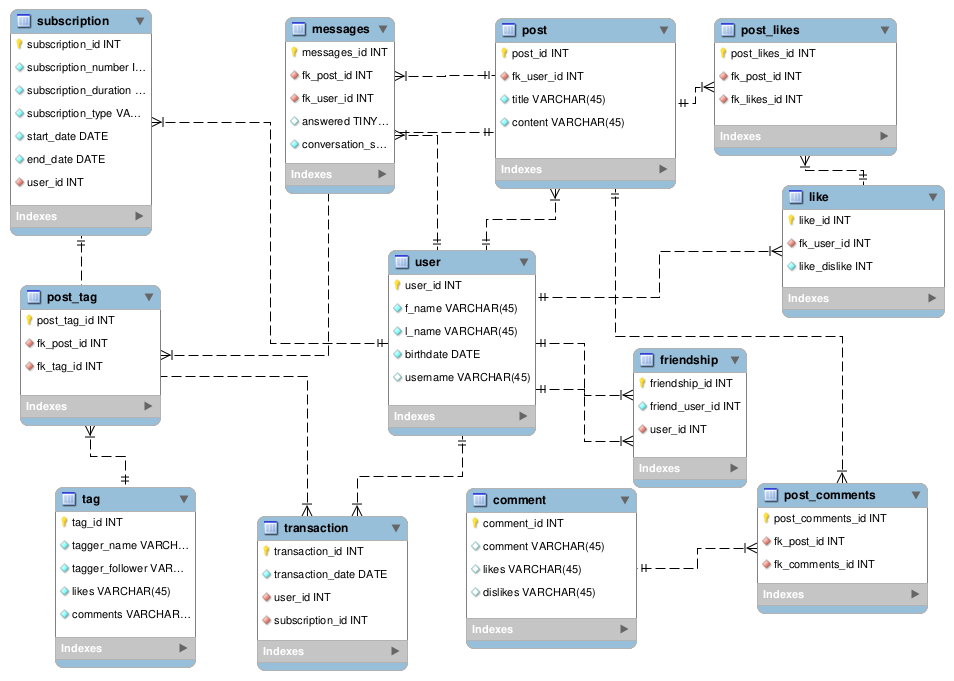 subscription
subscription_id INT
subscription_number I...
subscription_duration ...
subscription_type VA...
start_date DATE
end_date DATE
user_id INT
Indexes
messages
messages_id INT
fk_post_id INT
fk_user_id INT
answered TINY...
conversation_s...
Indexes
post
post_id INT
fk_user_id INT
title VARCHAR(45)
content VARCHAR(45)
Indexes
post_likes
post_likes_id INT
fk_post_id INT
fk_likes_id INT
Indexes
like
like_id INT
fk_user_id INT
like_dislike INT
Indexes
user
user_id INT
f_name VARCHAR(45)
l_name VARCHAR(45)
birthdate DATE
username VARCHAR(45)
Indexes
post_tag
post_tag_id INT
fk_post_id INT
fk_tag_id INT
Indexes
friendship
friendship_id INT
friend_user_id INT
user_id INT
Indexes
tag
tag_id INT
tagger_name VARCH...
tagger_follower VAR...
likes VARCHAR(45)
comments VARCHAR...
Indexes
transaction
transaction_id INT
transaction_date DATE
user_id INT
subscription_id INT
Indexes
comment
comment_id INT
comment VARCHAR(45)
likes VARCHAR(45)
dislikes VARCHAR(45)
Indexes
post_comments
post_comments_id INT
fk_post_id INT
fk_comments_id INT
Indexes